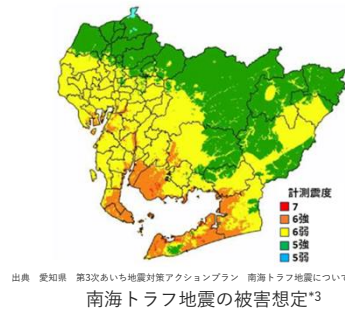 計測震度
7
6強
6弱
5強
5弱
出典 愛知県 第3次あいち地震対策アクションプラン 南海トラフ地震につい
南海トラフ地震の被害想定*3